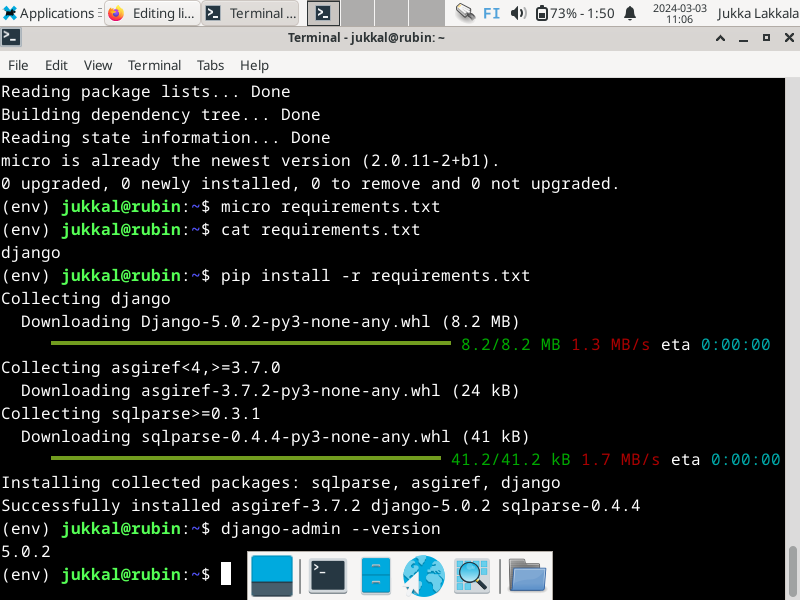 Applications Editing li... Terminal ... FI 73% - 1:50 2024-03-03 11:06 Jukka Lakkala
Terminal - jukkal@rubin: ~
File Edit View Terminal Tabs Help
Reading package lists... Done
Building dependency tree... Done
Reading state information... Done
micro is already the newest version (2.0.11-2+b1).
0 upgraded, 0 newly installed, 0 to remove and 0 not upgraded.
(env) jukkal@rubin:~$ micro requirements.txt
(env) jukkal@rubin:~$ cat requirements.txt
django
(env) jukkal@rubin:~$ pip install -r requirements.txt
Collecting django
  Downloading Django-5.0.2-py3-none-any.whl (8.2 MB)
8.2/8.2 MB 1.3 MB/s eta 0:00:00
Collecting asgiref<4,>=3.7.0
  Downloading asgiref-3.7.2-py3-none-any.whl (24 kB)
Collecting sqlparse>=0.3.1
  Downloading sqlparse-0.4.4-py3-none-any.whl (41 kB)
41.2/41.2 kB 1.7 MB/s eta 0:00:00
Installing collected packages: sqlparse, asgiref, django
Successfully installed asgiref-3.7.2 django-5.0.2 sqlparse-0.4.4
(env) jukkal@rubin:~$ django-admin --version
5.0.2
(env) jukkal@rubin:~$